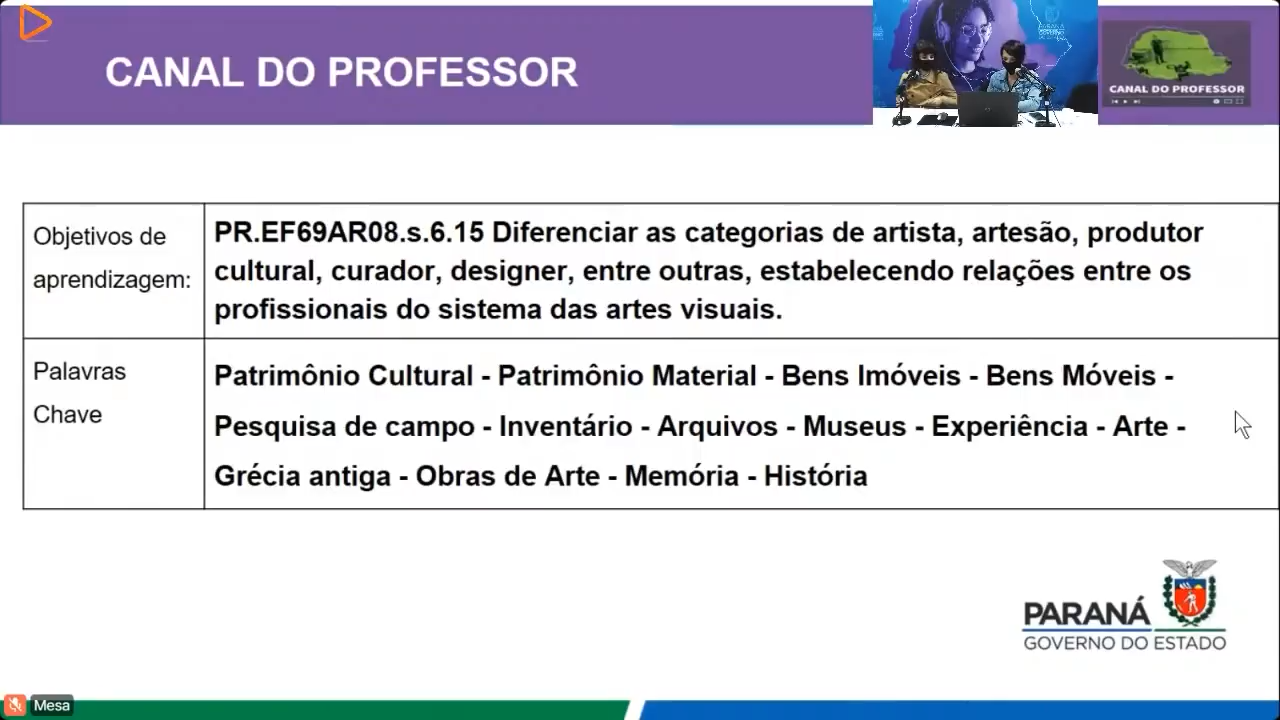 CANAL DO PROFESSOR
CANAL DO PROFESSOR
Objetivos de
aprendizagem:
PR.EF69AR08.s.6.15 Diferenciar as categorias de artista, artesão, produtor
cultural, curador, designer, entre outras, estabelecendo relações entre os
profissionais do sistema das artes visuais.
Palavras
Chave
Patrimônio Cultural - Patrimônio Material - Bens Imóveis - Bens Móveis -
Pesquisa de campo - Inventário - Arquivos - Museus - Experiência - Arte -
Grécia antiga - Obras de Arte - Memória - História
PARANÁ
GOVERNO DO ESTADO
Mesa